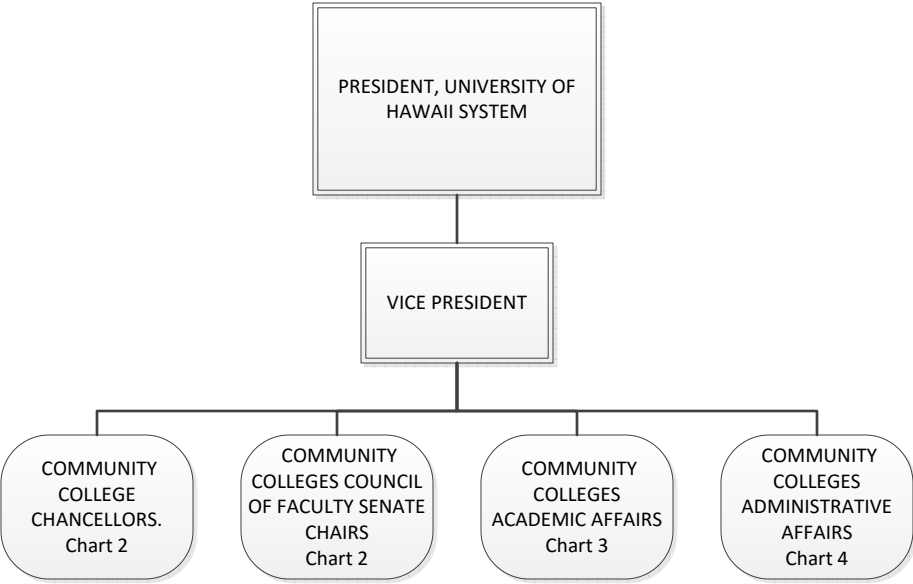 PRESIDENT, UNIVERSITY OF
HAWAII SYSTEM
VICE PRESIDENT
COMMUNITY
COLLEGE
CHANCELLORS.
Chart 2
COMMUNITY
COLLEGES COUNCIL
OF FACULTY SENATE
CHAIRS
Chart 2
COMMUNITY
COLLEGES
ACADEMIC AFFAIRS
Chart 3
COMMUNITY
COLLEGES
ADMINISTRATIVE
AFFAIRS
Chart 4